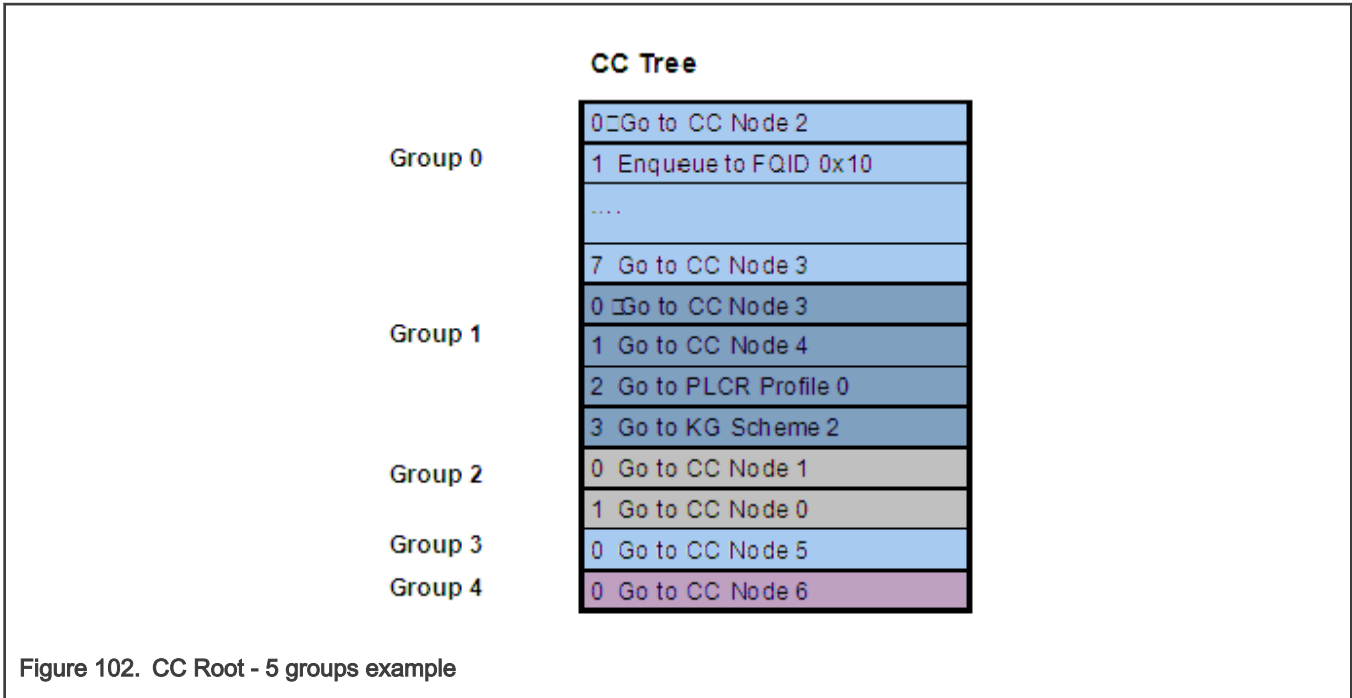 CC Tree
Group 0
0 Go to CC Node 2
1 Enqueue to FQID 0x10
....
7 Go to CC Node 3
Group 1
0 Go to CC Node 3
1 Go to CC Node 4
2 Go to PLCR Profile 0
3 Go to KG Scheme 2
Group 2
0 Go to CC Node 1
1 Go to CC Node 0
Group 3
0 Go to CC Node 5
Group 4
0 Go to CC Node 6
Figure 102. CC Root - 5 groups example